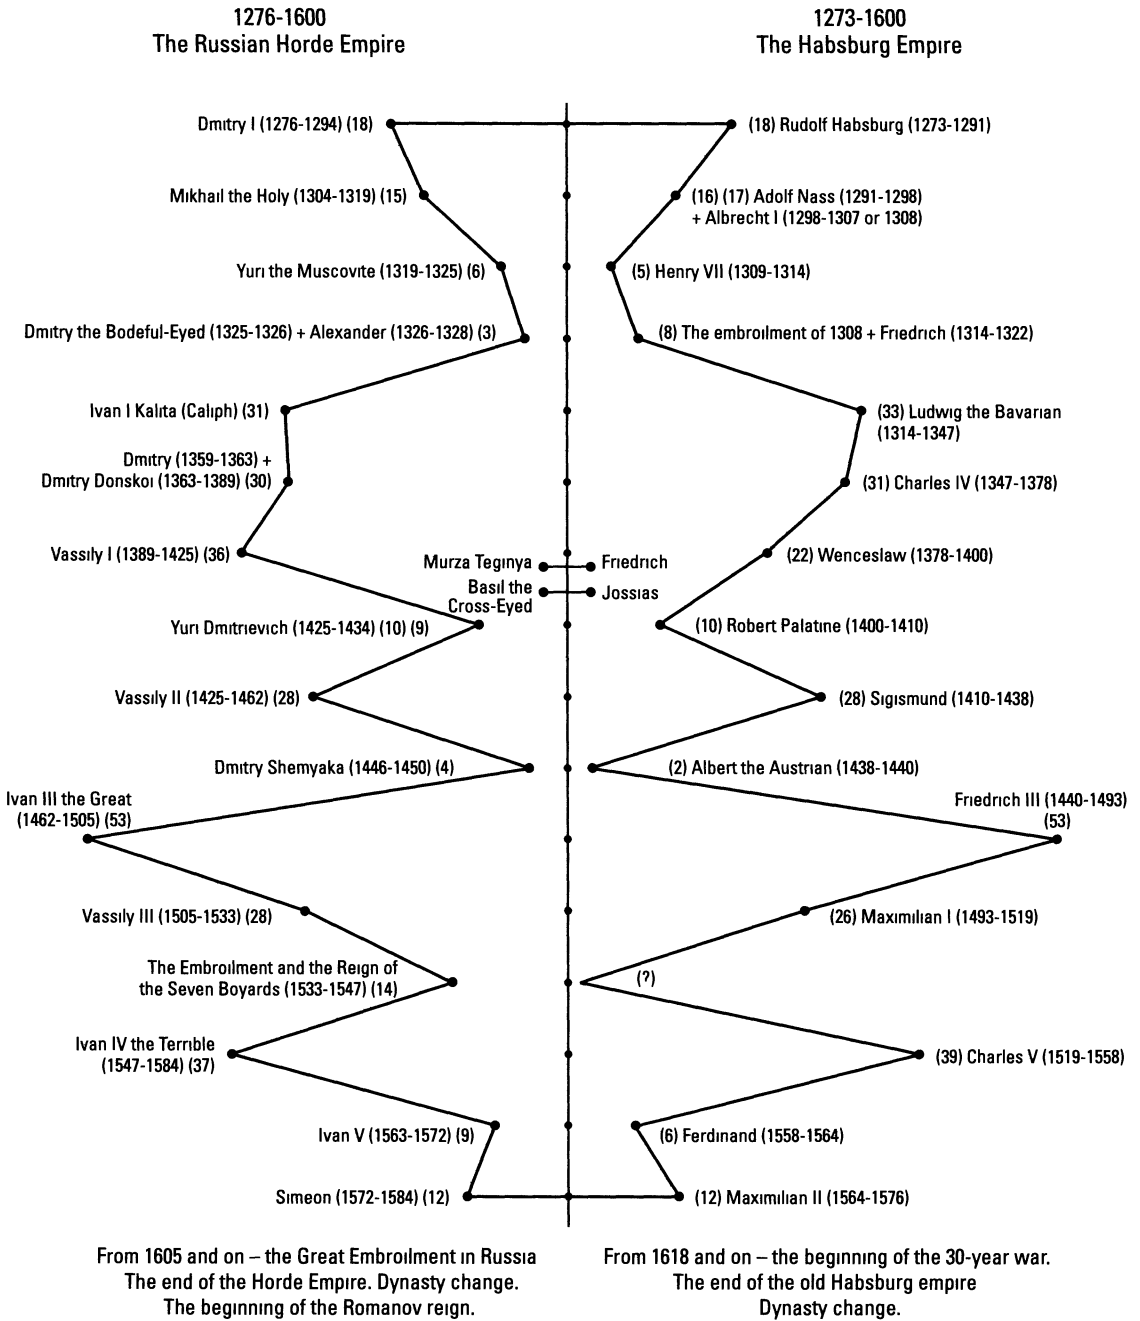 1276-1600
The Russian Horde Empire
1273-1600
The Habsburg Empire
Dmitry I (1276-1294) (18)
(18) Rudolf Habsburg (1273-1291)
Mikhail the Holy (1304-1319) (15)
(16) (17) Adolf Nass (1291-1298)
+ Albrecht I (1298-1307 or 1308)
Yuri the Muscovite (1319-1325) (6)
(5) Henry VII (1309-1314)
Dmitry the Bodeful-Eyed (1325-1326) + Alexander (1326-1328) (3)
(8) The embroilment of 1308 + Friedrich (1314-1322)
Ivan I Kalita (Caliph) (31)
(33) Ludwig the Bavarian
(1314-1347)
Dmitry (1359-1363) +
Dmitry Donskoi (1363-1389) (30)
(31) Charles IV (1347-1378)
Vassily I (1389-1425) (36)
(22) Wenceslaw (1378-1400)
Murza Teginya
Friedrich
Basil the
Cross-Eyed
Jossias
Yuri Dmitrievich (1425-1434) (10) (9)
(10) Robert Palatine (1400-1410)
Vassily II (1425-1462) (28)
(28) Sigismund (1410-1438)
Dmitry Shemyaka (1446-1450) (4)
(2) Albert the Austrian (1438-1440)
Ivan III the Great
(1462-1505) (53)
Friedrich III (1440-1493)
(53)
Vassily III (1505-1533) (28)
(26) Maximilian I (1493-1519)
The Embroilment and the Reign of
the Seven Boyards (1533-1547) (14)
(?)
Ivan IV the Terrible
(1547-1584) (37)
(39) Charles V (1519-1558)
Ivan V (1563-1572) (9)
(6) Ferdinand (1558-1564)
Simeon (1572-1584) (12)
(12) Maximilian II (1564-1576)
From 1605 and on – the Great Embroilment in Russia
The end of the Horde Empire. Dynasty change.
The beginning of the Romanov reign.
From 1618 and on – the beginning of the 30-year war.
The end of the old Habsburg empire
Dynasty change.